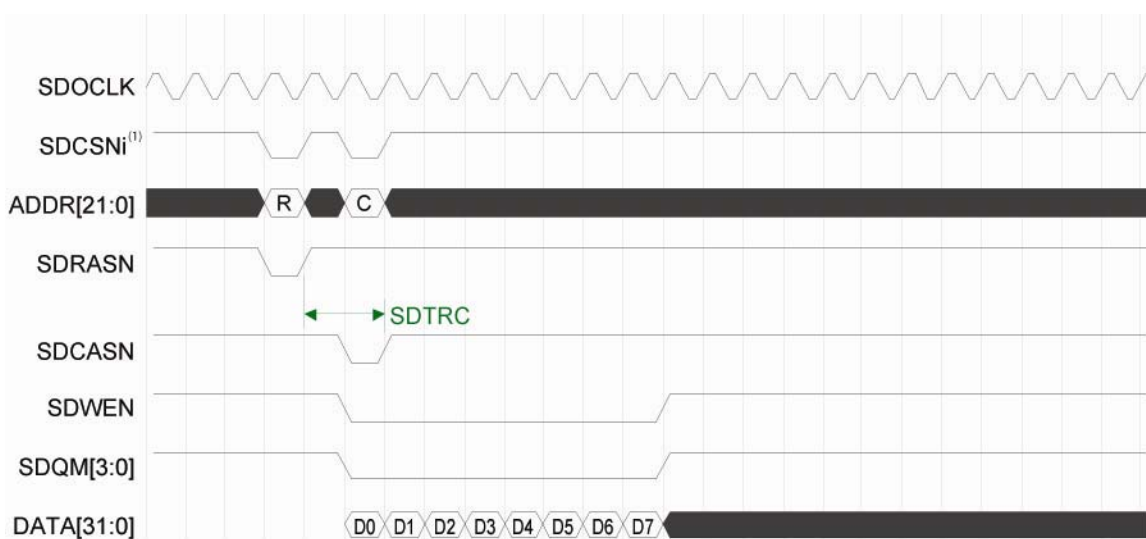 SDOCLK
SDCSNi(1)
ADDR[21:0] R C
SDRASN
SDTRC
SDCASN
SDWEN
SDQM[3:0]
DATA[31:0] D0 D1 D2 D3 D4 D5 D6 D7